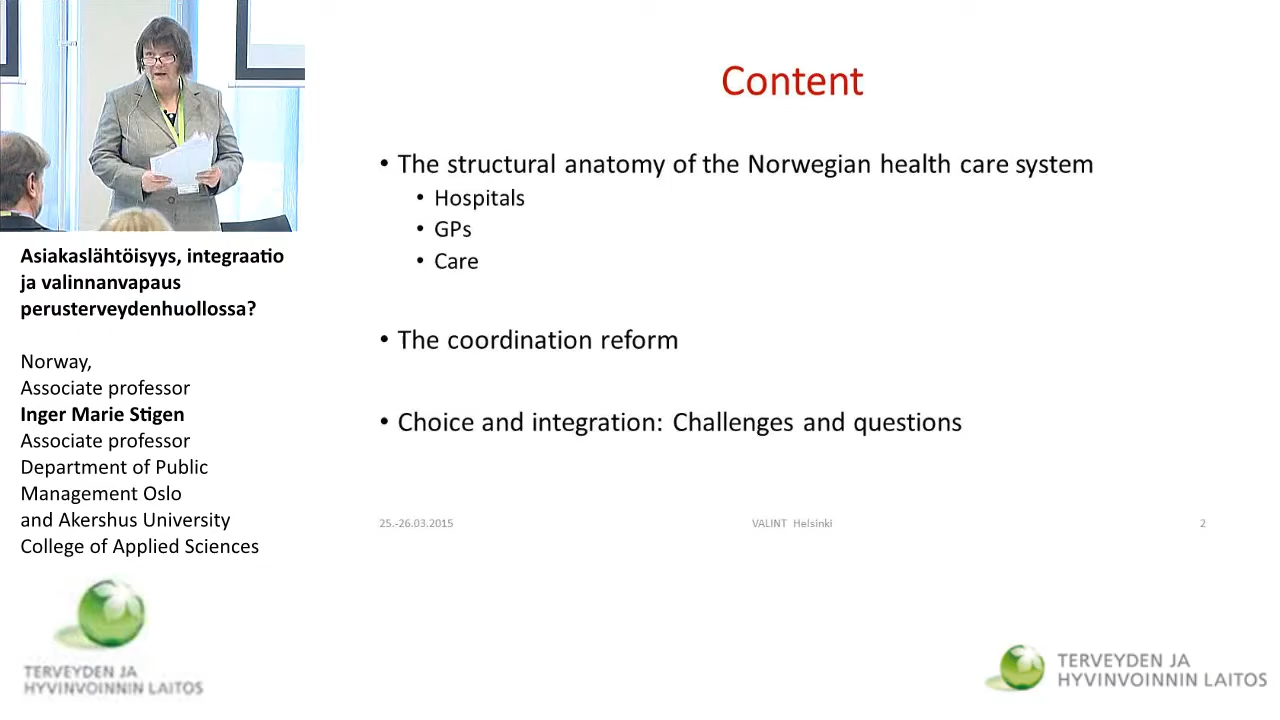 Content
• The structural anatomy of the Norwegian health care system
• Hospitals
• GPs
• Care
• The coordination reform
• Choice and integration: Challenges and questions
25.-26.03.2015
VALINT Helsinki
2
Asiakaslähtöisyys, integraatio
ja valinnanvapaus
perusterveydenhuollossa?
Norway,
Associate professor
Inger Marie Stigen
Associate professor
Department of Public
Management Oslo
and Akershus University
College of Applied Sciences
TERVEYDEN JA
HYVINVOINNIN LAITOS
TERVEYDEN JA
HYVINVOINNIN LAITOS